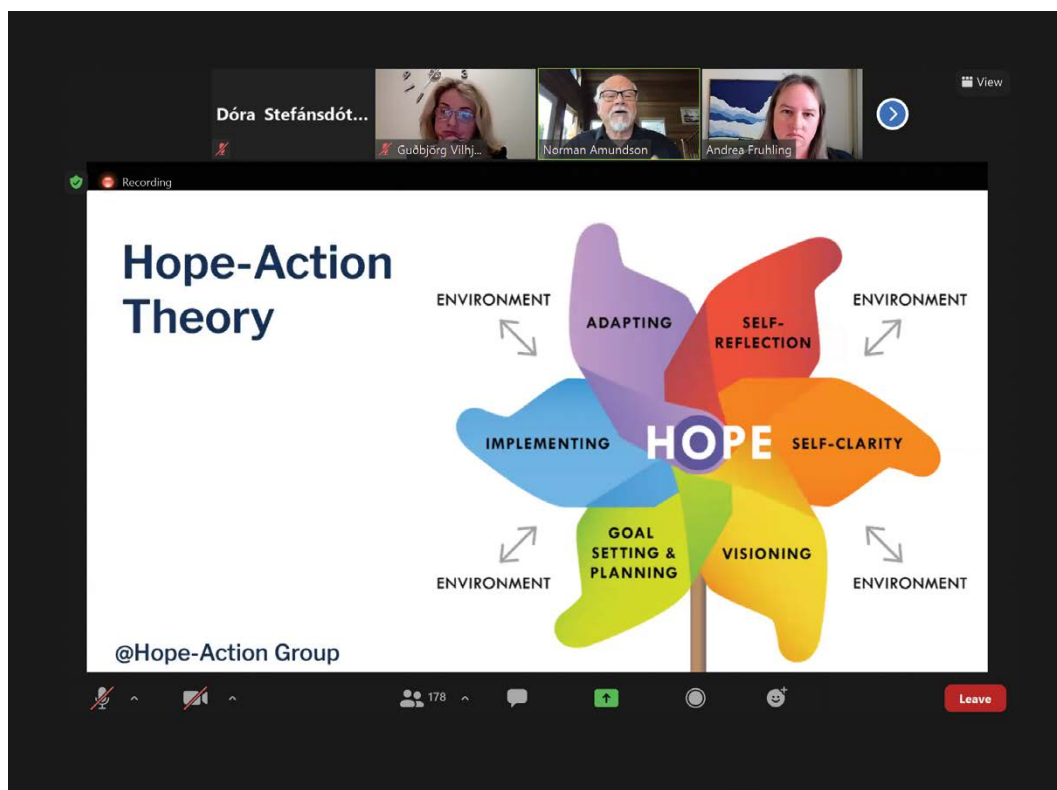 View
Dóra Stefánsdót...
Guðbjörg Vilhj...
Norman Amundson
Andrea Fruhling
Recording
Hope-Action
Theory
ENVIRONMENT
ENVIRONMENT
ADAPTING
SELF-
REFLECTION
IMPLEMENTING
HOPE
SELF-CLARITY
GOAL
SETTING &
PLANNING
VISIONING
ENVIRONMENT
ENVIRONMENT
@Hope-Action Group
178
Leave